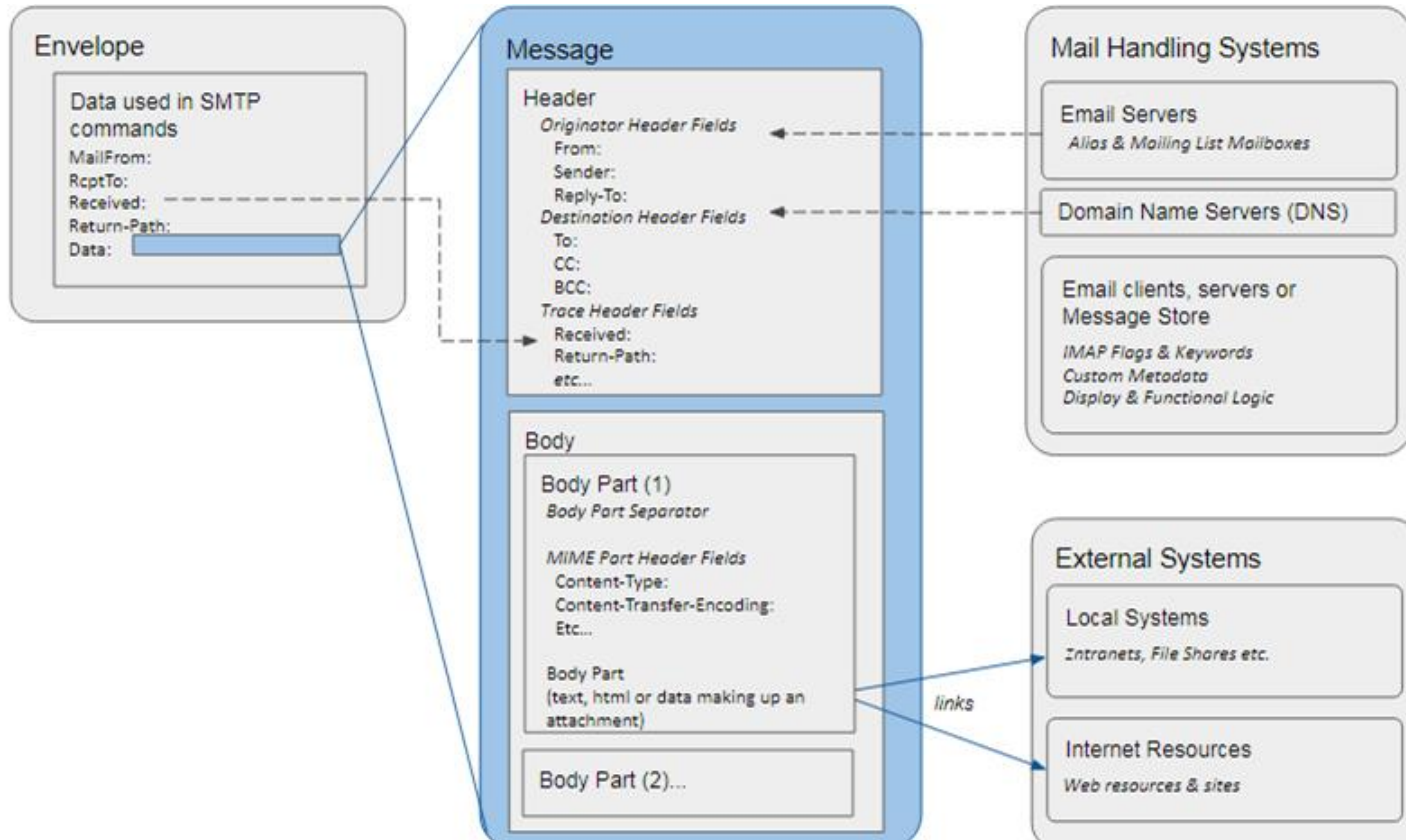 Envelope
Data used in SMTP
commands
MailFrom:
RcptTo:
Received:
Return-Path:
Data:
Message
Header
Originator Header Fields
From:
Sender:
Reply-To:
Destination Header Fields
To:
CC:
BCC:
Trace Header Fields
Received:
Return-Path:
etc...
Body
Body Part (1)
Body Part Separator
MIME Part Header Fields
Content-Type:
Content-Transfer-Encoding:
Etc...
Body Part
(text, html or data making up an
attachment)
Body Part (2)...
links
Mail Handling Systems
Email Servers
Alias & Mailing List Mailboxes
Domain Name Servers (DNS)
Email clients, servers or
Message Store
IMAP Flags & Keywords
Custom Metadata
Display & Functional Logic
External Systems
Local Systems
Intranets, File Shares etc.
Internet Resources
Web resources & sites